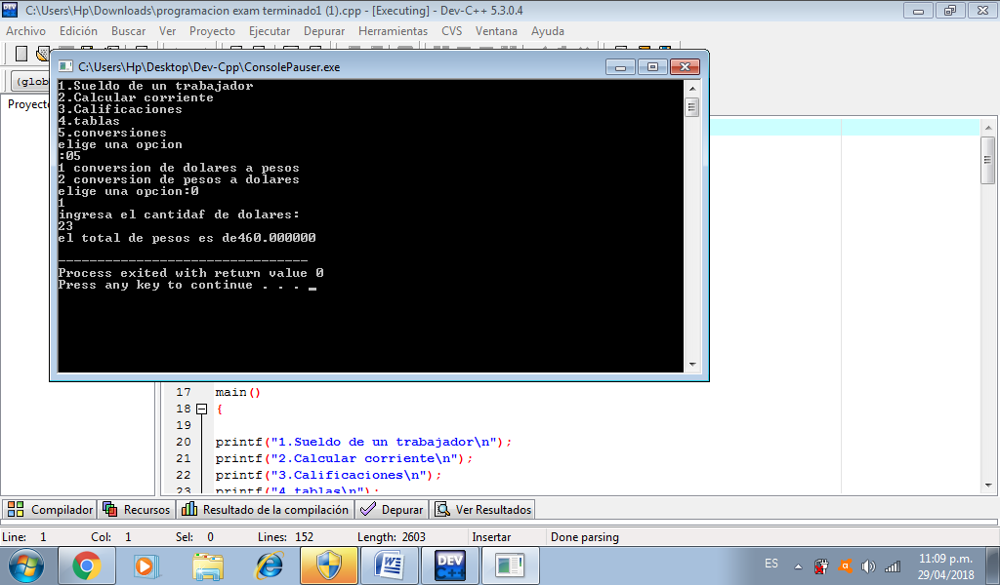 C:\Users\Hp\Downloads\programacion exam terminado1 (1).cpp - [Executing] - Dev-C++ 5.3.0.4
Archivo Edición Buscar Ver Proyecto Ejecutar Depurar Herramientas CVS Ventana Ayuda
C:\Users\Hp\Desktop\Dev-Cpp\ConsolePauser.exe
(glob
Proyecto
1.Sueldo de un trabajador
2.Calcular corriente
3.Calificaciones
4.tablas
5.conversiones
elige una opcion
:05
1 conversion de dolares a pesos
2 conversion de pesos a dolares
elige una opcion:0
1
ingresa el cantidaf de dolares:
23
el total de pesos es de460.000000
--------------------------------
Process exited with return value 0
Press any key to continue . . . _
17 main()
18 {
19
20 printf("1.Sueldo de un trabajador\n");
21 printf("2.Calcular corriente\n");
22 printf("3.Calificaciones\n");
23 printf("4.tablas\n");
Compilador Recursos Resultado de la compilación Depurar Ver Resultados
Line: 1 Col: 1 Sel: 0 Lines: 152 Length: 2603 Insertar Done parsing
DEV C++
ES
11:09 p.m.
29/04/2018